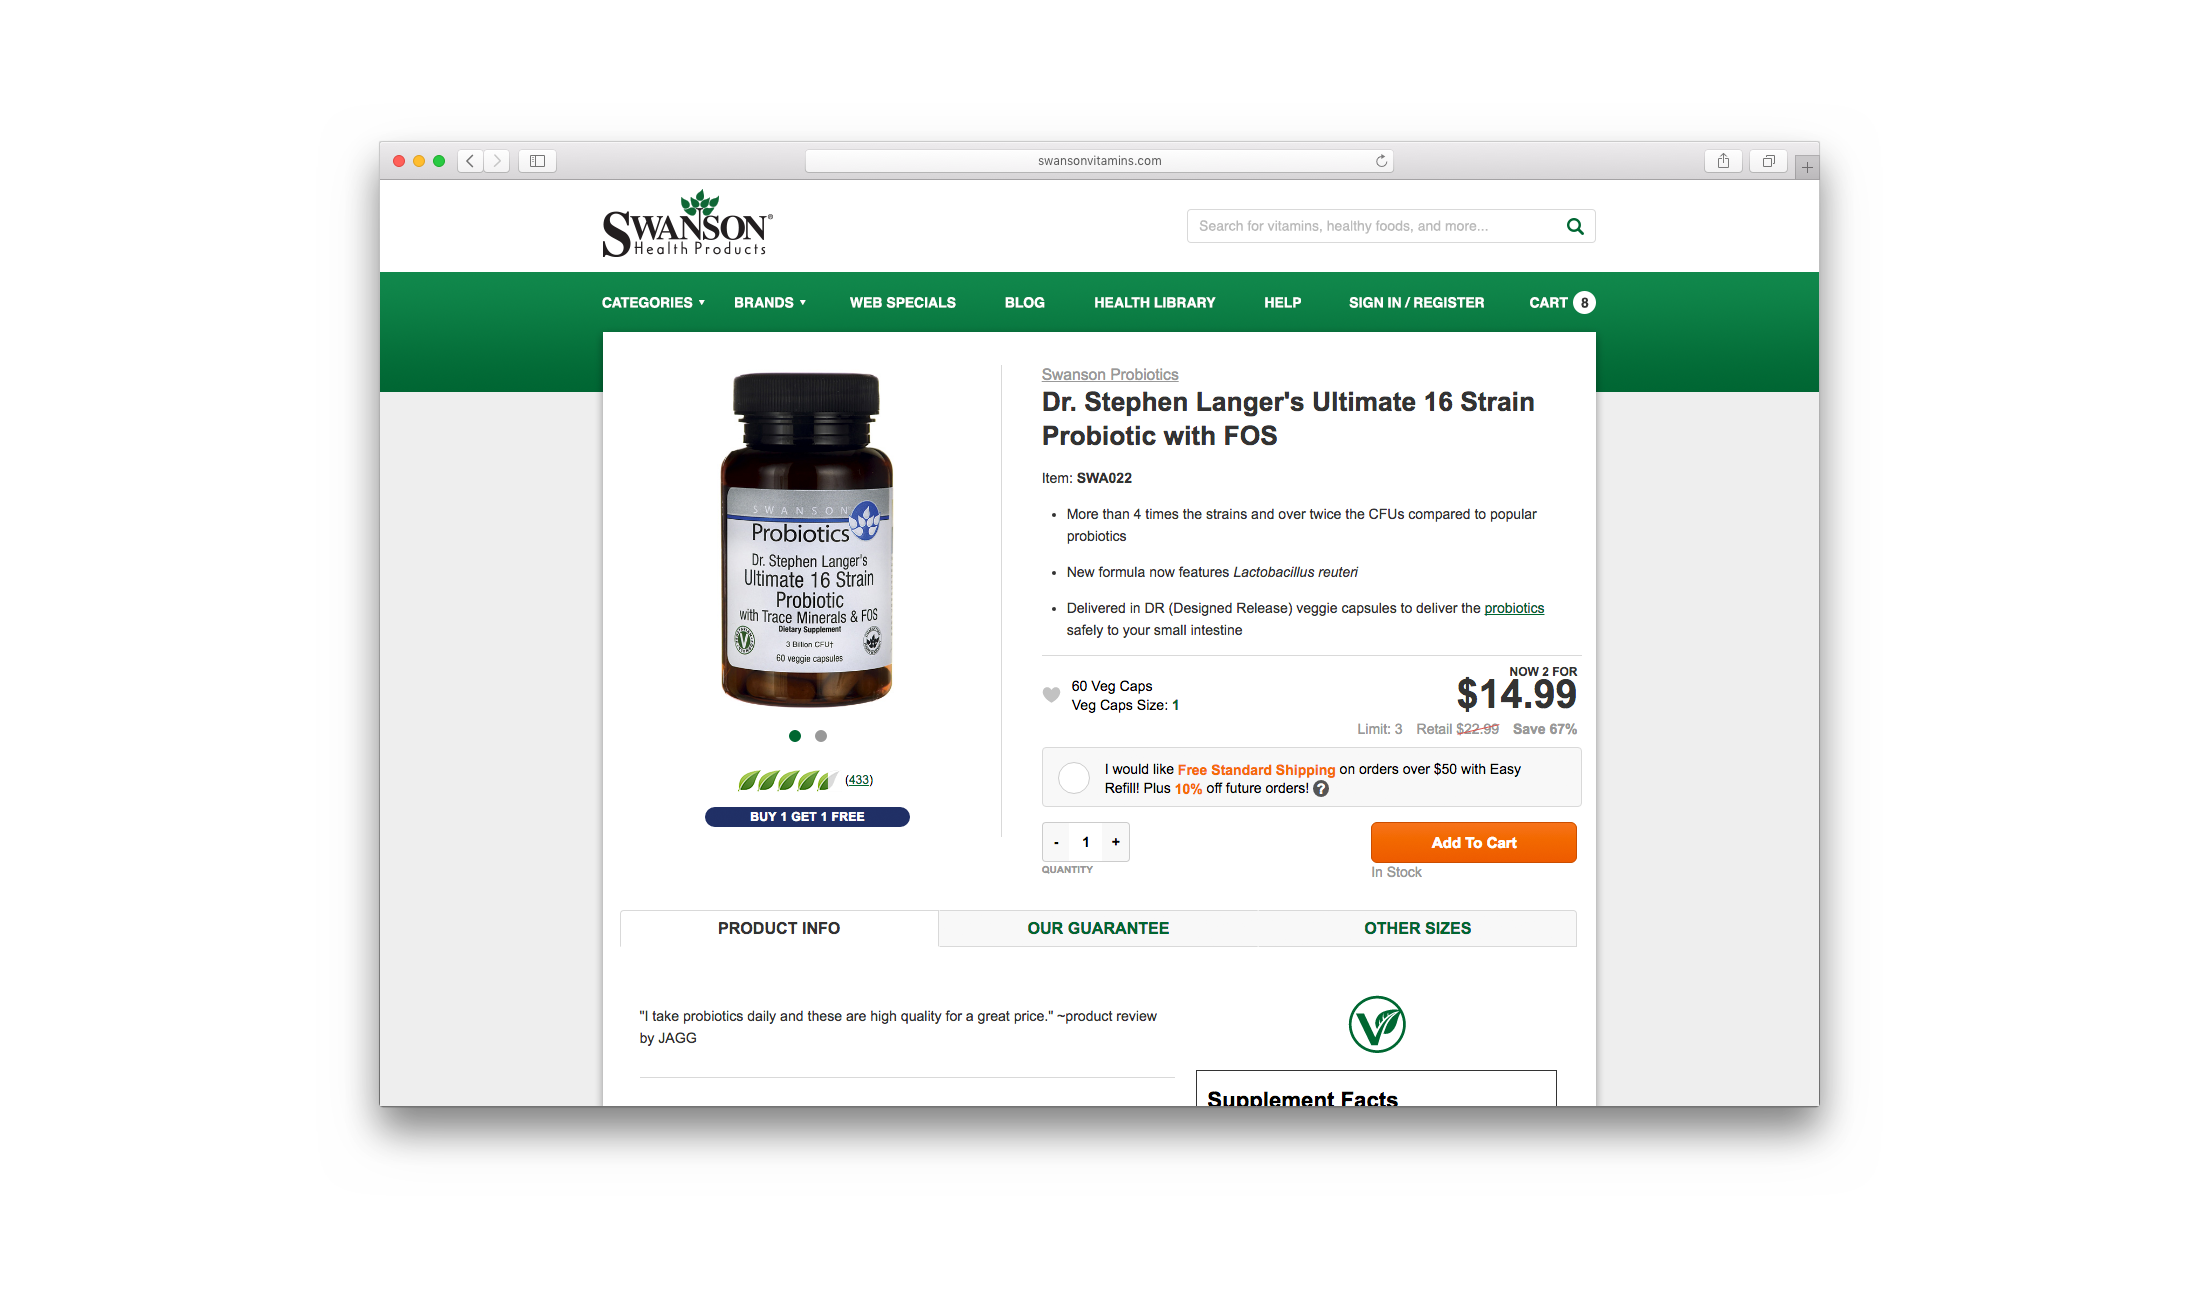 swansonvitamins.com
SWANSON®
Health Products
Search for vitamins, healthy foods, and more...
CATEGORIES ▾ BRANDS ▾ WEB SPECIALS BLOG HEALTH LIBRARY HELP SIGN IN / REGISTER CART 8
SWANSON
Probiotics
Dr. Stephen Langer's
Ultimate 16 Strain
Probiotic
with Trace Minerals & FOS
Dietary Supplement
3 Billion CFU†
60 veggie capsules
(433)
BUY 1 GET 1 FREE
Swanson Probiotics
Dr. Stephen Langer's Ultimate 16 Strain
Probiotic with FOS
Item: SWA022
• More than 4 times the strains and over twice the CFUs compared to popular
probiotics
• New formula now features Lactobacillus reuteri
• Delivered in DR (Designed Release) veggie capsules to deliver the probiotics
safely to your small intestine
60 Veg Caps
Veg Caps Size: 1
NOW 2 FOR
$14.99
Limit: 3 Retail $22.99 Save 67%
I would like Free Standard Shipping on orders over $50 with Easy
Refill! Plus 10% off future orders! ?
- 1 +
QUANTITY
Add To Cart
In Stock
PRODUCT INFO OUR GUARANTEE OTHER SIZES
"I take probiotics daily and these are high quality for a great price." ~product review
by JAGG
V
Supplement Facts